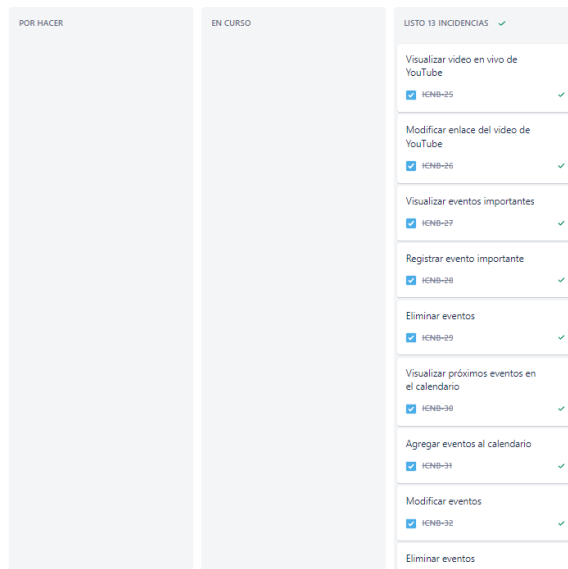 POR HACER
EN CURSO
LISTO 13 INCIDENCIAS
Visualizar video en vivo de
YouTube
ICNB-25
Modificar enlace del video de
YouTube
ICNB-26
Visualizar eventos importantes
ICNB-27
Registrar evento importante
ICNB-28
Eliminar eventos
ICNB-29
Visualizar próximos eventos en
el calendario
ICNB-30
Agregar eventos al calendario
ICNB-31
Modificar eventos
ICNB-32
Eliminar eventos